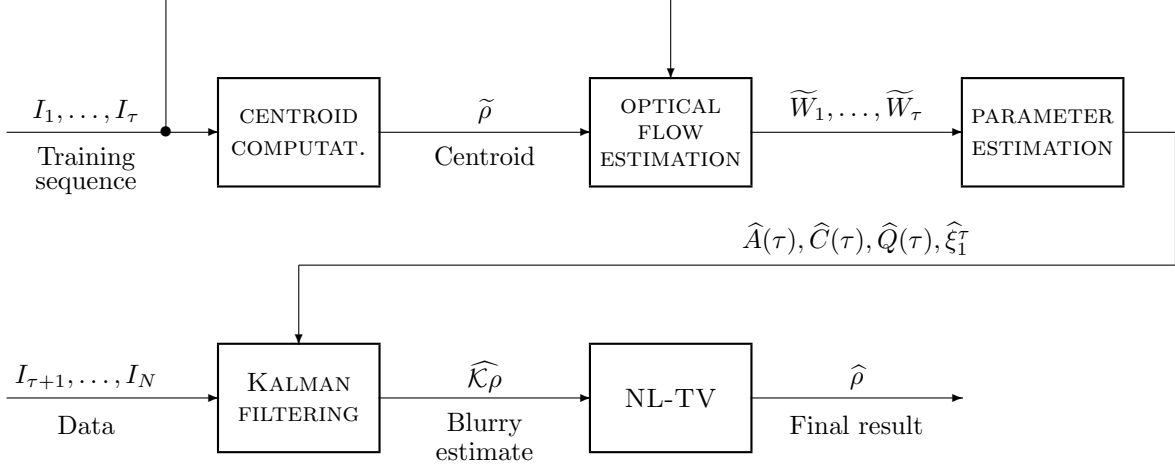 I_1, …, I_τ
Training
sequence
CENTROID
COMPUTAT.
ρ̃
Centroid
OPTICAL
FLOW
ESTIMATION
W̃_1, …, W̃_τ
PARAMETER
ESTIMATION
Â(τ), Ĉ(τ), Q̂(τ), ξ̂_1^τ
I_{τ+1}, …, I_N
Data
KALMAN
FILTERING
\widehat{𝒦ρ}
Blurry
estimate
NL-TV
ρ̂
Final result